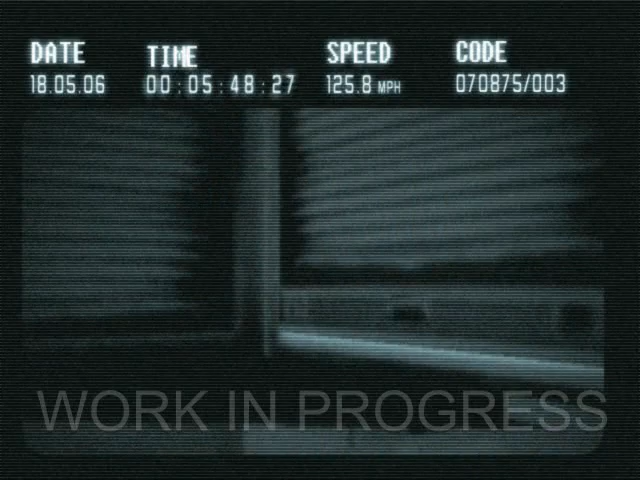 DATE TIME SPEED CODE
18.05.06 00:05:48:27 125.8 MPH 070875/003
WORK IN PROGRESS